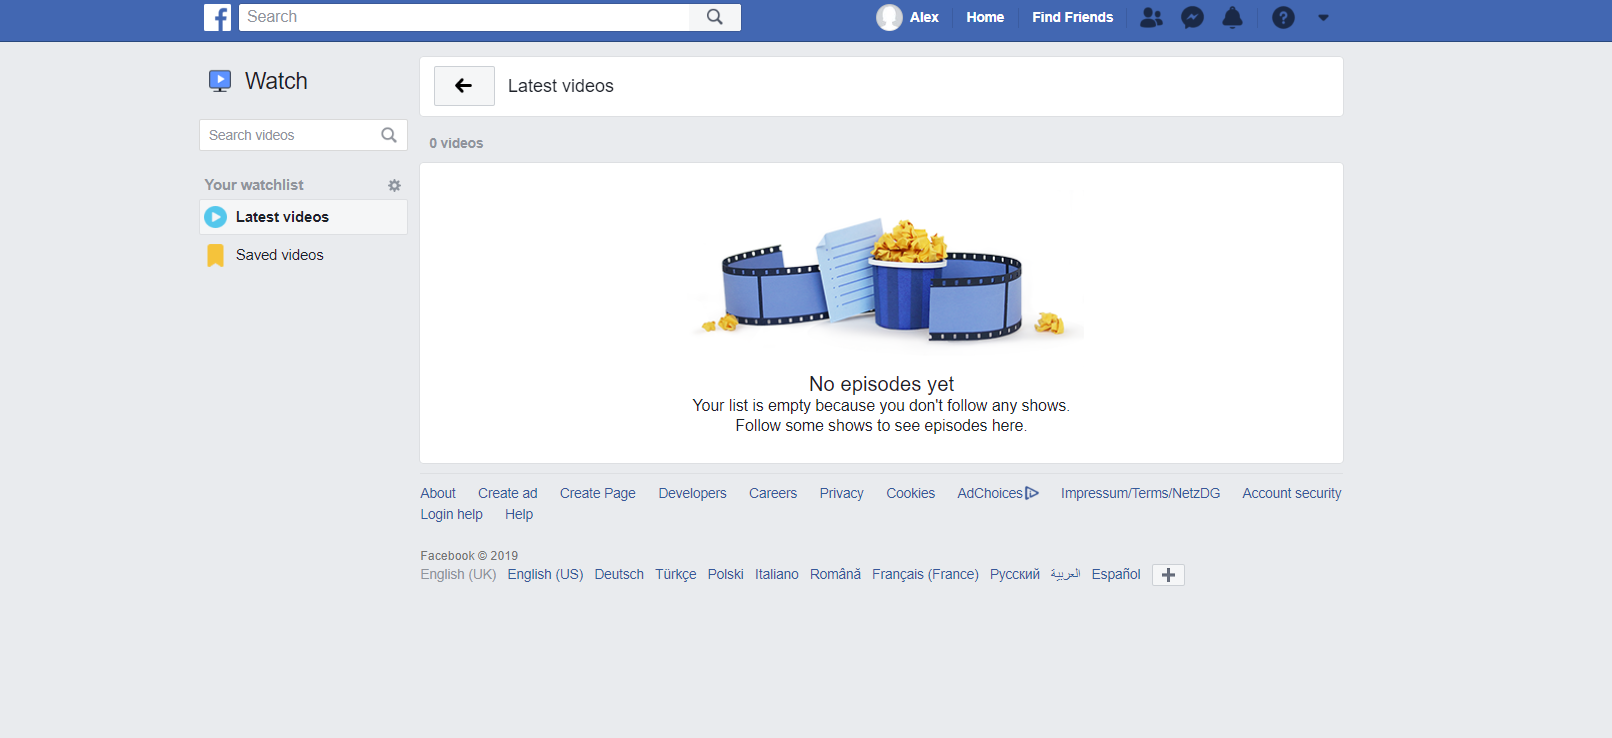 Search
Alex Home Find Friends
Watch
Search videos
Your watchlist
Latest videos
Saved videos
Latest videos
0 videos
No episodes yet
Your list is empty because you don't follow any shows.
Follow some shows to see episodes here.
About Create ad Create Page Developers Careers Privacy Cookies AdChoices Impressum/Terms/NetzDG Account security
Login help Help
Facebook © 2019
English (UK) English (US) Deutsch Türkçe Polski Italiano Română Français (France) Русский العربية Español